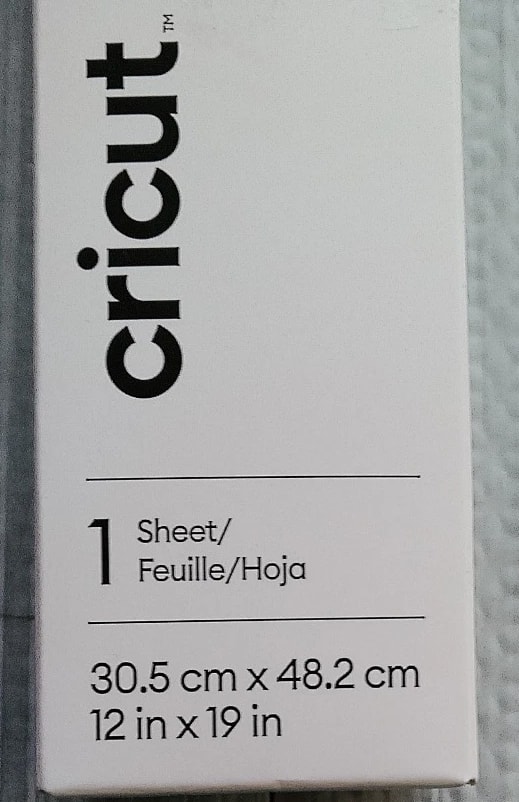 cricut™
1 Sheet/
Feuille/Hoja
30.5 cm x 48.2 cm
12 in x 19 in